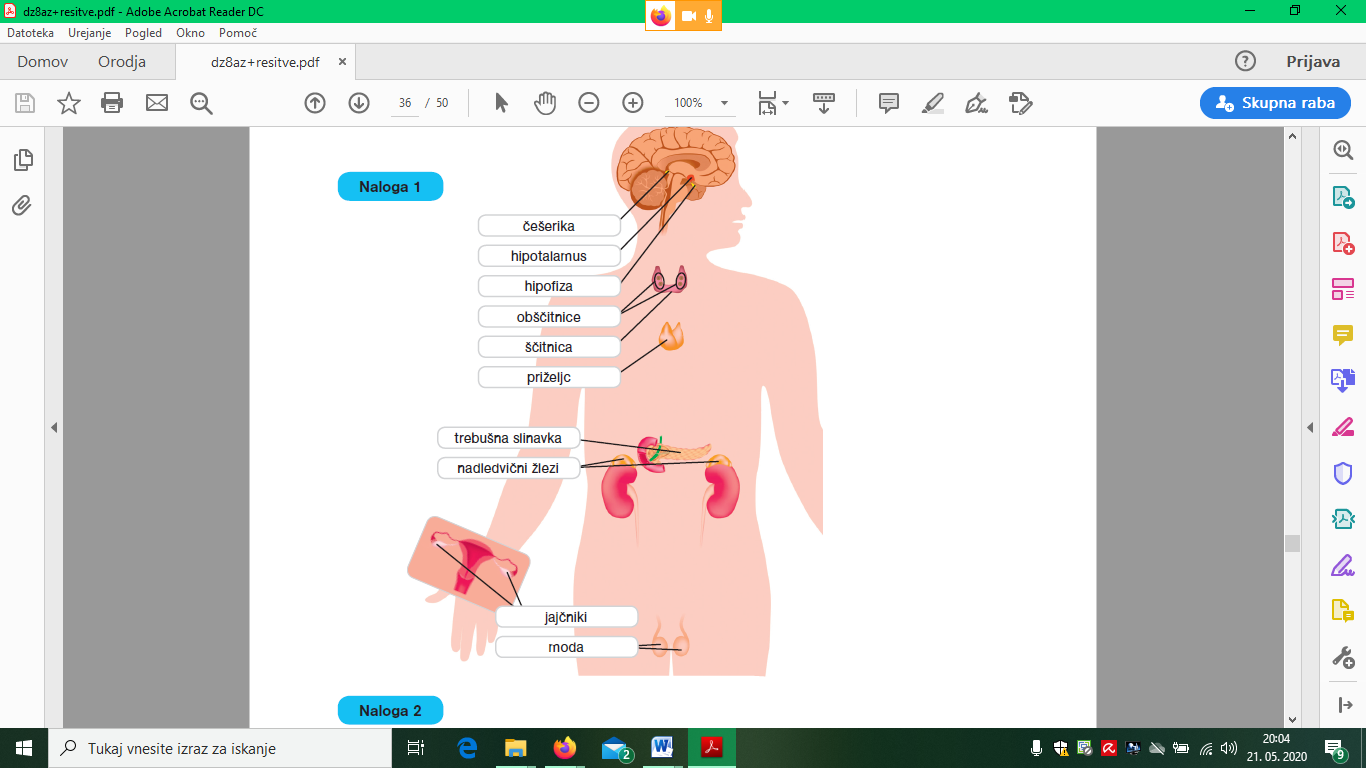 dz8az+resitve.pdf - Adobe Acrobat Reader DC
Datoteka Urejanje Pogled Okno Pomoč
Domov Orodja dz8az+resitve.pdf × Prijava
36 / 50 100% Skupna raba
Naloga 1
češerika
hipotalamus
hipofiza
obščitnice
ščitnica
priželjc
trebušna slinavka
nadledvični žlezi
jajčniki
moda
Naloga 2
Tukaj vnesite izraz za iskanje
2
20:04
21. 05. 2020
9